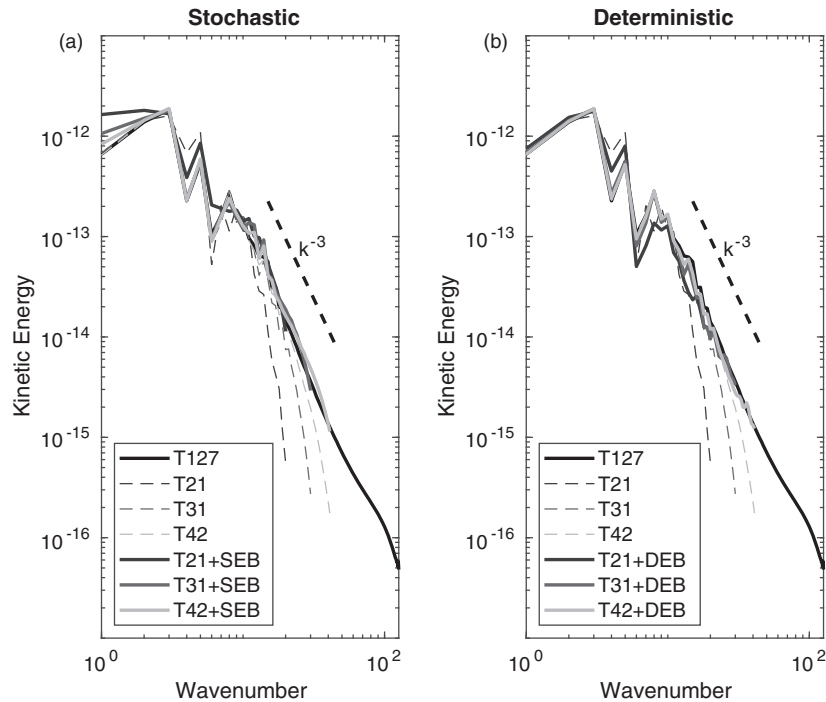 Stochastic
(a)
10^-12
10^-13
10^-14
10^-15
10^-16
Kinetic Energy
k^-3
T127
T21
T31
T42
T21+SEB
T31+SEB
T42+SEB
10^0
10^2
Wavenumber
Deterministic
(b)
10^-12
10^-13
10^-14
10^-15
10^-16
Kinetic Energy
k^-3
T127
T21
T31
T42
T21+DEB
T31+DEB
T42+DEB
10^0
10^2
Wavenumber